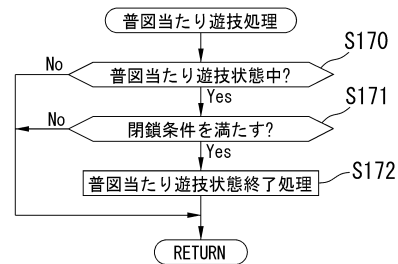 普図当たり遊技処理
S170
No
普図当たり遊技状態中?
Yes
S171
No
閉鎖条件を満たす?
Yes
S172
普図当たり遊技状態終了処理
RETURN